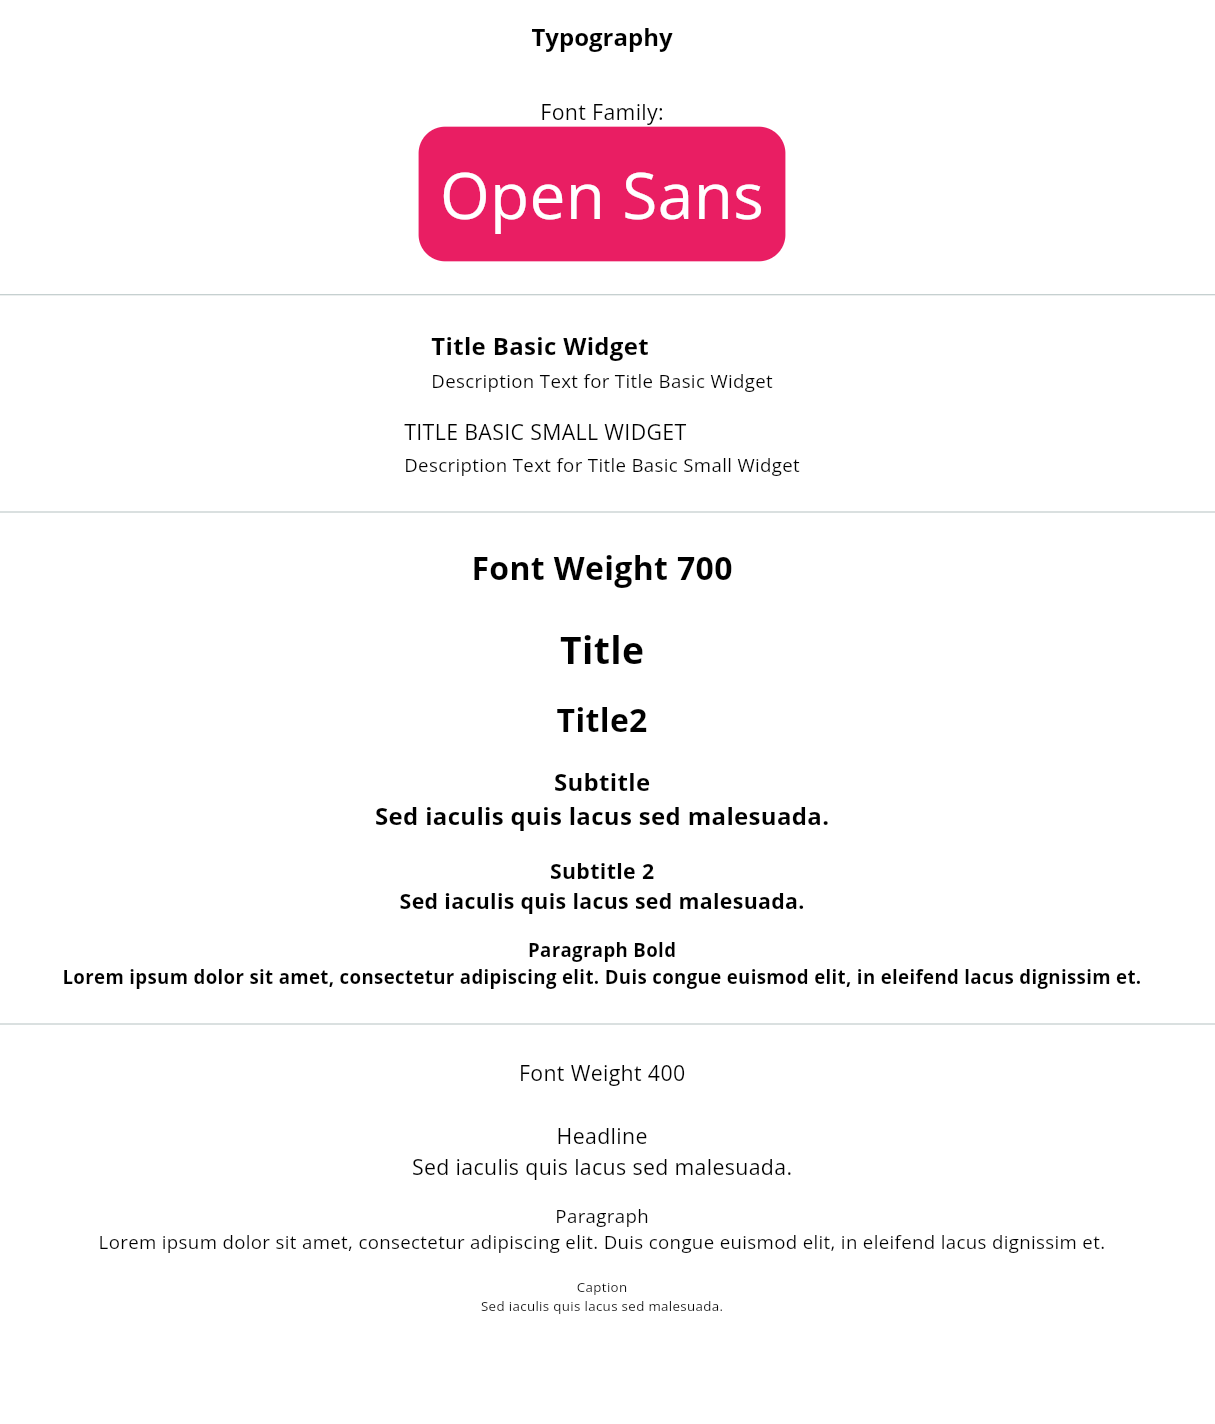 Typography
Font Family:
Open Sans
Title Basic Widget
Description Text for Title Basic Widget
TITLE BASIC SMALL WIDGET
Description Text for Title Basic Small Widget
Font Weight 700
Title
Title2
Subtitle
Sed iaculis quis lacus sed malesuada.
Subtitle 2
Sed iaculis quis lacus sed malesuada.
Paragraph Bold
Lorem ipsum dolor sit amet, consectetur adipiscing elit. Duis congue euismod elit, in eleifend lacus dignissim et.
Font Weight 400
Headline
Sed iaculis quis lacus sed malesuada.
Paragraph
Lorem ipsum dolor sit amet, consectetur adipiscing elit. Duis congue euismod elit, in eleifend lacus dignissim et.
Caption
Sed iaculis quis lacus sed malesuada.